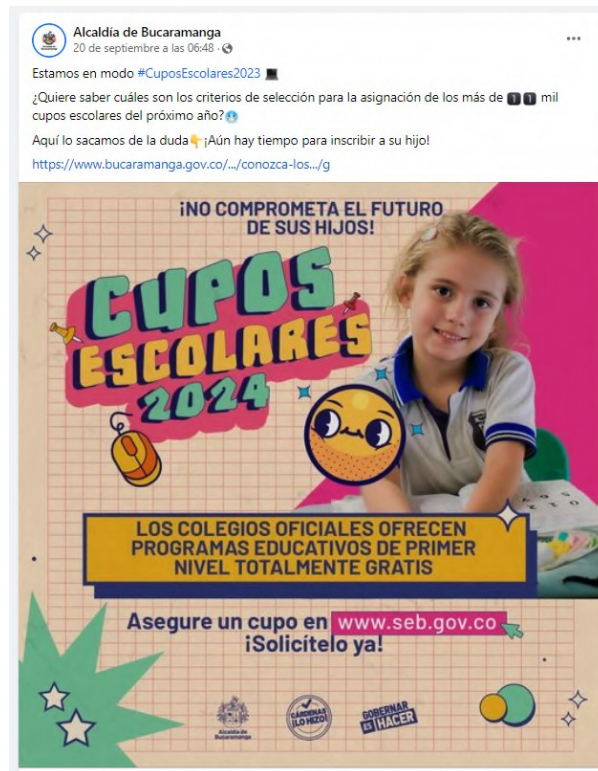 Alcaldía de Bucaramanga
20 de septiembre a las 06:48 ·
Estamos en modo #CuposEscolares2023
¿Quiere saber cuáles son los criterios de selección para la asignación de los más de 1 1 mil
cupos escolares del próximo año?
Aquí lo sacamos de la duda ¡Aún hay tiempo para inscribir a su hijo!
https://www.bucaramanga.gov.co/.../conozca-los.../g
¡NO COMPROMETA EL FUTURO
DE SUS HIJOS!
CUPOS
ESCOLARES
2024
LOS COLEGIOS OFICIALES OFRECEN
PROGRAMAS EDUCATIVOS DE PRIMER
NIVEL TOTALMENTE GRATIS
Asegure un cupo en www.seb.gov.co
¡Solicítelo ya!
Alcaldía de
Bucaramanga
CÁRDENAS
¡LO HIZO!
GOBERNAR
ES HACER